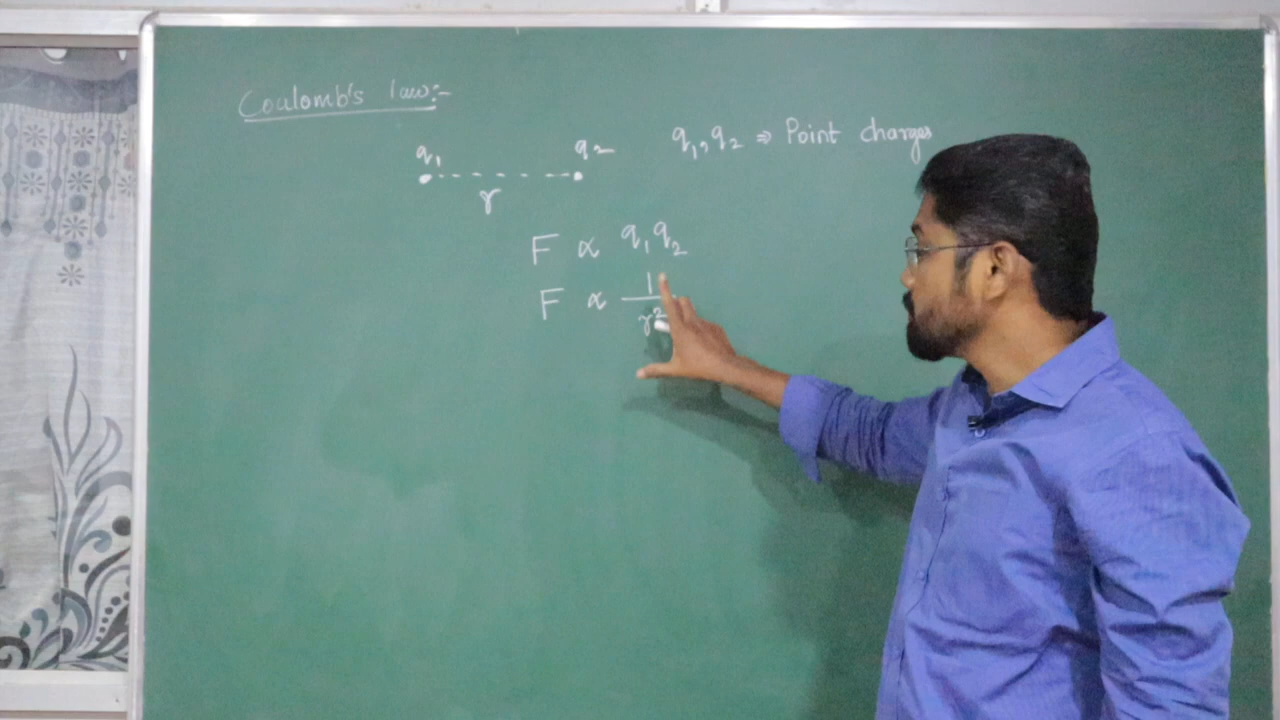 Coulomb's law:-
q₁ q₂ q₁, q₂ ⇒ Point charges
r
F ∝ q₁q₂
F ∝ 1/r²